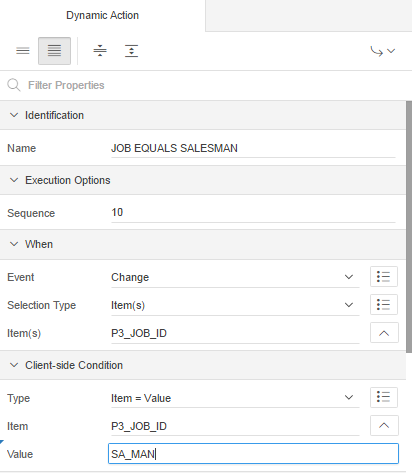 Dynamic Action
Filter Properties
Identification
Name JOB EQUALS SALESMAN
Execution Options
Sequence 10
When
Event Change
Selection Type Item(s)
Item(s) P3_JOB_ID
Client-side Condition
Type Item = Value
Item P3_JOB_ID
Value SA_MAN